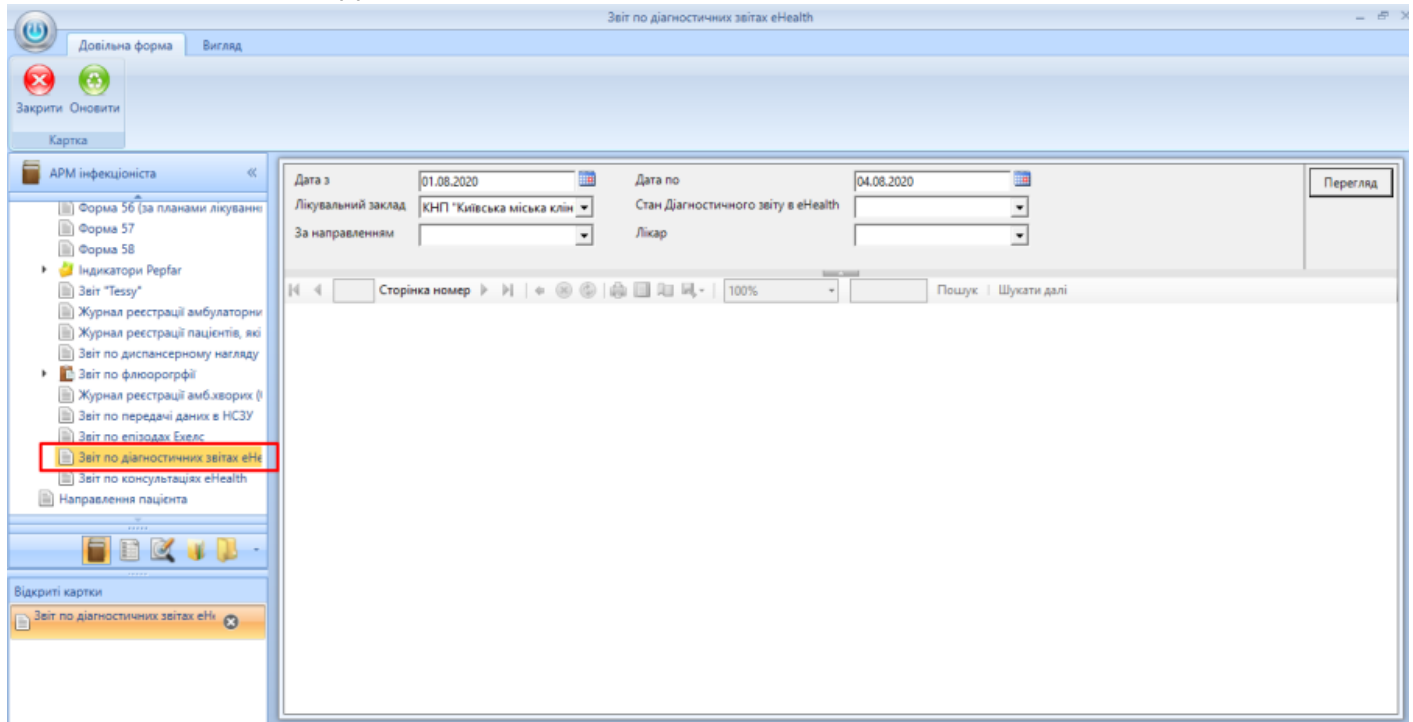 Звіт по діагностичних звітах eHealth
Довільна форма Вигляд
Закрити Оновити
Картка
АРМ інфекціоніста
Форма 56 (за планами лікуванн
Форма 57
Форма 58
Індикатори Pepfar
Звіт "Tessy"
Журнал реєстрації амбулаторни
Журнал реєстрації пацієнтів, які
Звіт по диспансерному нагляду
Звіт по флюорогрфії
Журнал реєстрації амб.хворих (
Звіт по передачі даних в НСЗУ
Звіт по епізодах Екелс
Звіт по діагностичних звітах eHe
Звіт по консультаціях eHealth
Направлення пацієнта
Відкриті картки
Звіт по діагностичних звітах eHe
Дата з 01.08.2020 Дата по 04.08.2020 Перегляд
Лікувальний заклад КНП "Київська міська клін Стан Діагностичного звіту в eHealth
За направленням Лікар
Сторінка номер 100% Пошук Шукати далі